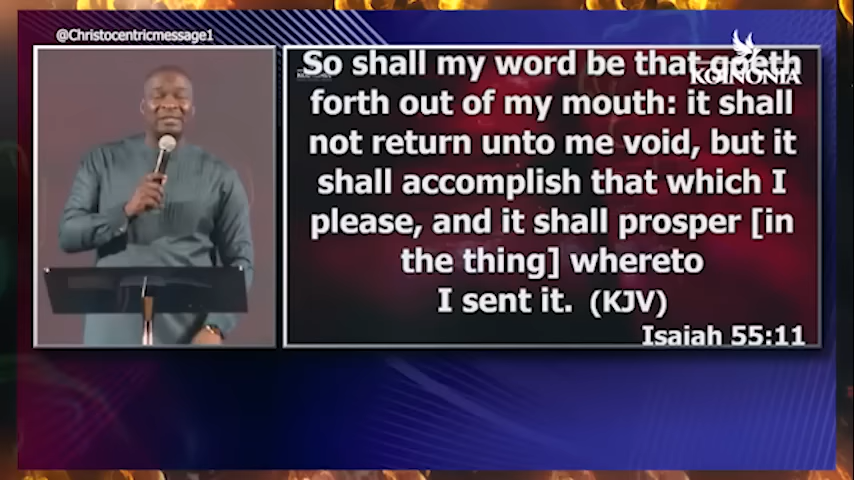 @Christocentricmessage1
KOINONIA
So shall my word be that goeth
forth out of my mouth: it shall
not return unto me void, but it
shall accomplish that which I
please, and it shall prosper [in
the thing] whereto
I sent it. (KJV)
Isaiah 55:11